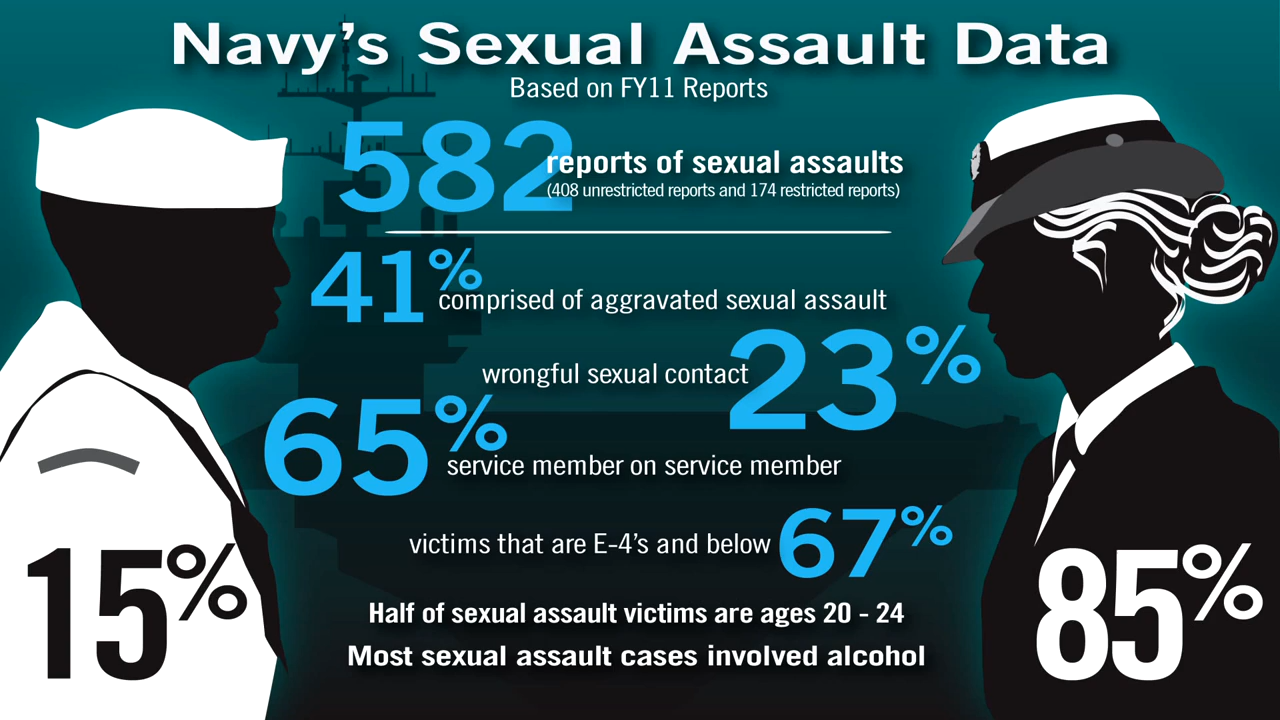 Navy's Sexual Assault Data
Based on FY11 Reports
582 reports of sexual assaults
(408 unrestricted reports and 174 restricted reports)
41% comprised of aggravated sexual assault
wrongful sexual contact 23%
65% service member on service member
victims that are E-4's and below 67%
15%
85%
Half of sexual assault victims are ages 20 - 24
Most sexual assault cases involved alcohol